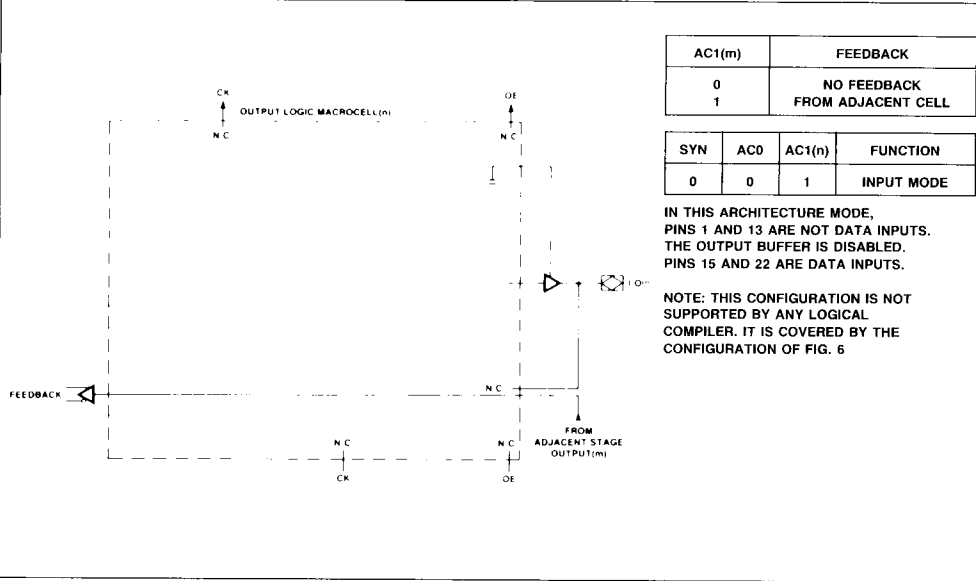 CK
OUTPUT LOGIC MACROCELL(n)
OE
N C
N C
FEEDBACK
N C
FROM
ADJACENT STAGE
OUTPUT(m)
N C
N C
CK
OE
AC1(m) FEEDBACK
0 NO FEEDBACK
1 FROM ADJACENT CELL
SYN AC0 AC1(n) FUNCTION
0 0 1 INPUT MODE
IN THIS ARCHITECTURE MODE,
PINS 1 AND 13 ARE NOT DATA INPUTS.
THE OUTPUT BUFFER IS DISABLED.
PINS 15 AND 22 ARE DATA INPUTS.
NOTE: THIS CONFIGURATION IS NOT
SUPPORTED BY ANY LOGICAL
COMPILER. IT IS COVERED BY THE
CONFIGURATION OF FIG. 6